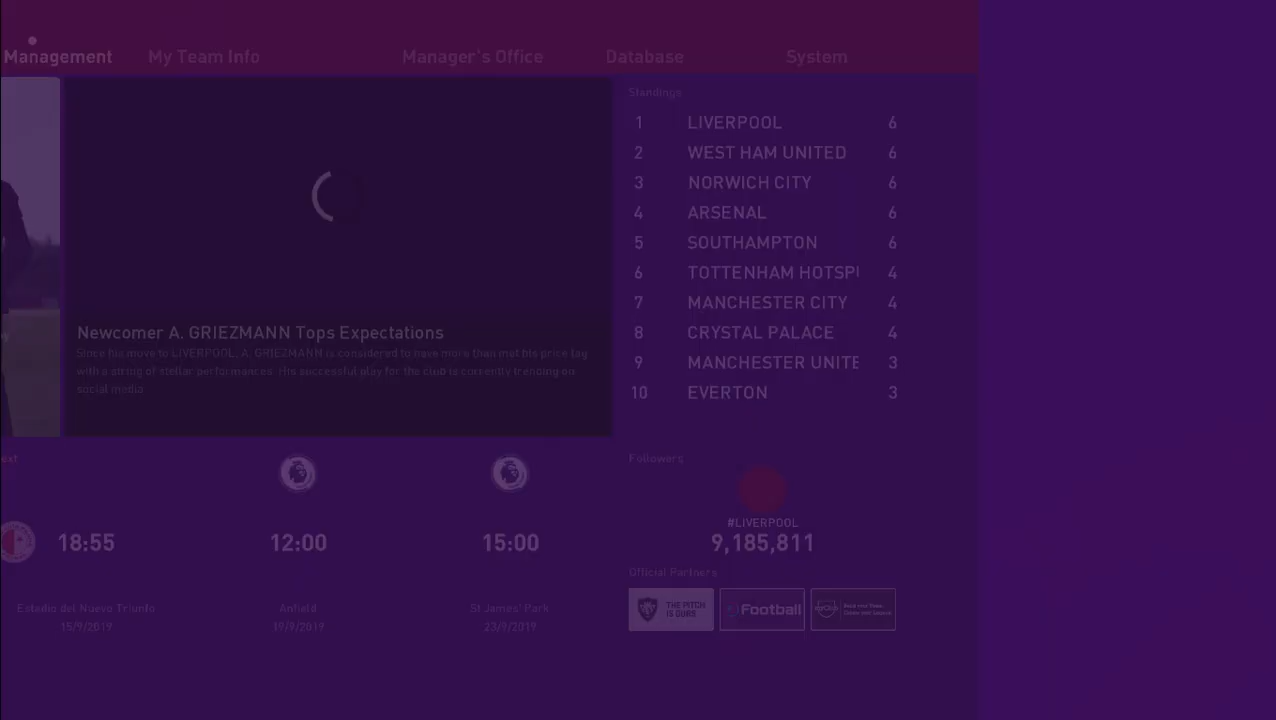 Management My Team Info Manager's Office Database System
Standings
1 LIVERPOOL 6
2 WEST HAM UNITED 6
3 NORWICH CITY 6
4 ARSENAL 6
5 SOUTHAMPTON 6
6 TOTTENHAM HOTSP
7 MANCHESTER CITY 4
8 CRYSTAL PALACE 4
9 MANCHESTER UNITE 3
10 EVERTON 3
Newcomer A. GRIEZMANN Tops Expectations
Since his move to LIVERPOOL, A. GRIEZMANN is considered to have more than met his price tag
with a string of stellar performances. His successful play for the club is currently trending on
social media.
ext
18:55 12:00 15:00
Estadio del Nuevo Triunfo Anfield St James' Park
15/9/2019 19/9/2019 23/9/2019
Followers
#LIVERPOOL
9,185,811
Official Partners
THE PITCH
IS OURS
eFootball